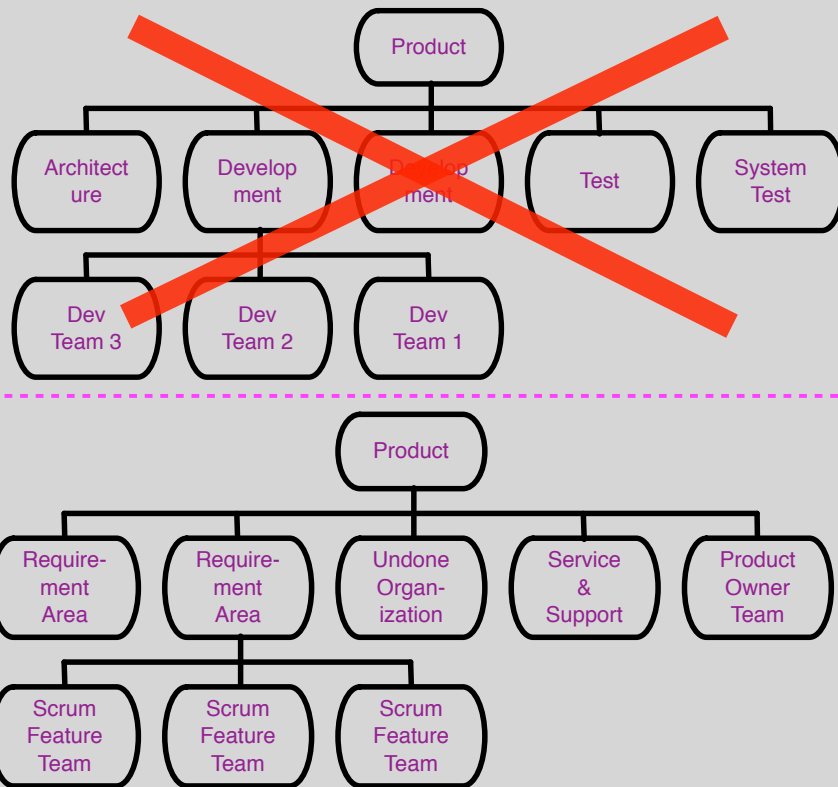 Product
Architect
ure
Develop
ment
Develop
ment
Test
System
Test
Dev
Team 3
Dev
Team 2
Dev
Team 1
Product
Require-
ment
Area
Require-
ment
Area
Undone
Organ-
ization
Service
&
Support
Product
Owner
Team
Scrum
Feature
Team
Scrum
Feature
Team
Scrum
Feature
Team